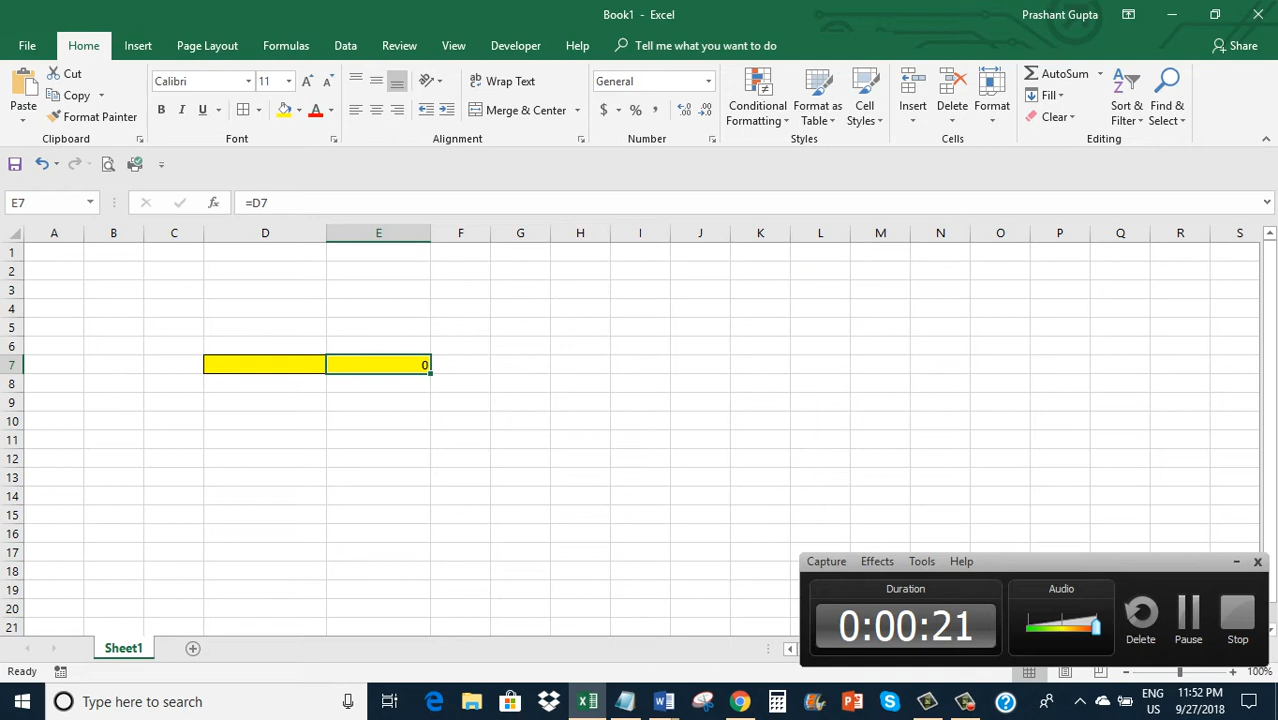 Book1 - Excel
Prashant Gupta
File Home Insert Page Layout Formulas Data Review View Developer Help Tell me what you want to do Share
Paste
Cut
Copy
Format Painter
Clipboard
Calibri 11
B I U
Font
Wrap Text
Merge & Center
Alignment
General
$ % ,
Number
Conditional Formatting
Format as Table
Cell Styles
Styles
Insert
Delete
Format
Cells
AutoSum
Fill
Clear
Sort & Filter
Find & Select
Editing
E7 fx =D7
A B C D E F G H I J K L M N O P Q R S
1
2
3
4
5
6
7 0
8
9
10
11
12
13
14
15
16
17
18
19
20
21
Capture Effects Tools Help
Duration
0:00:21
Audio
Delete
Pause
Stop
Sheet1
Ready
100%
Type here to search
ENG
US
11:52 PM
9/27/2018